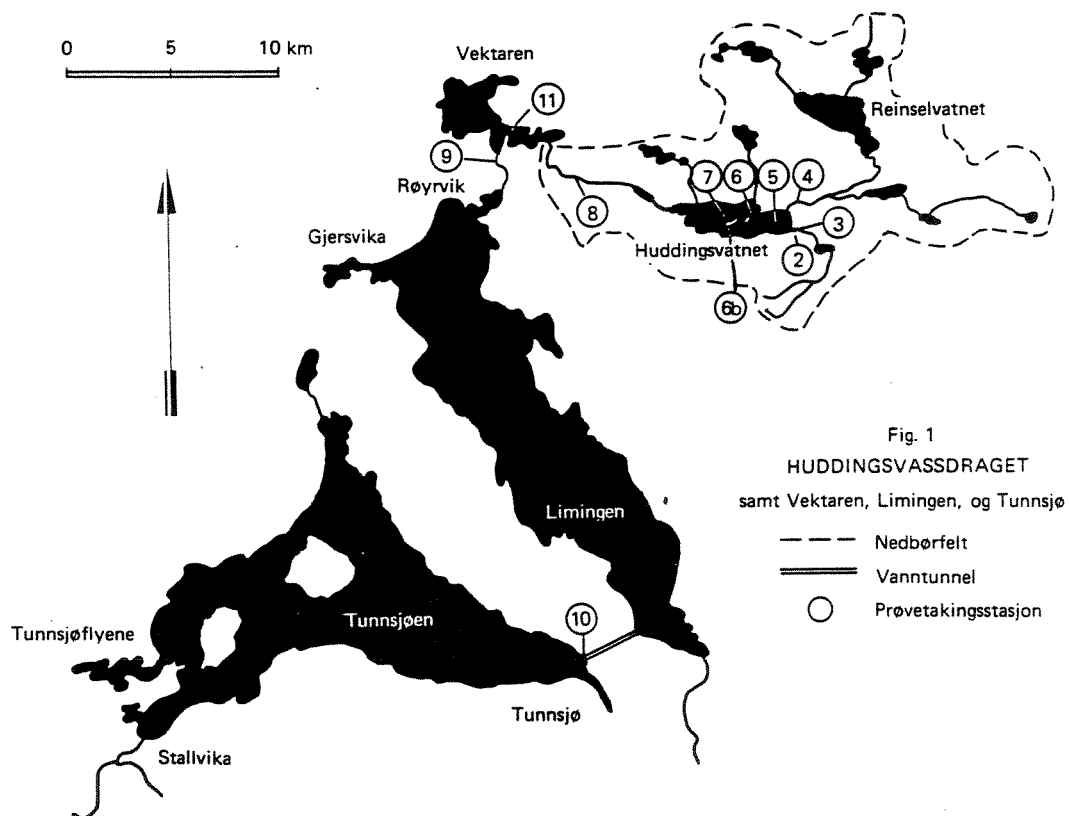 0 5 10 km
Vektaren
11
Reinselvatnet
9
7 6 5 4
Røyrvik
8
3
Gjersvika
Huddingsvatnet
2
6b
Fig. 1
HUDDINGSVASSDRAGET
samt Vektaren, Limingen, og Tunnsjø
Limingen
Nedbørfelt
Vanntunnel
Prøvetakingsstasjon
10
Tunnsjøen
Tunnsjøflyene
Tunnsjø
Stallvika